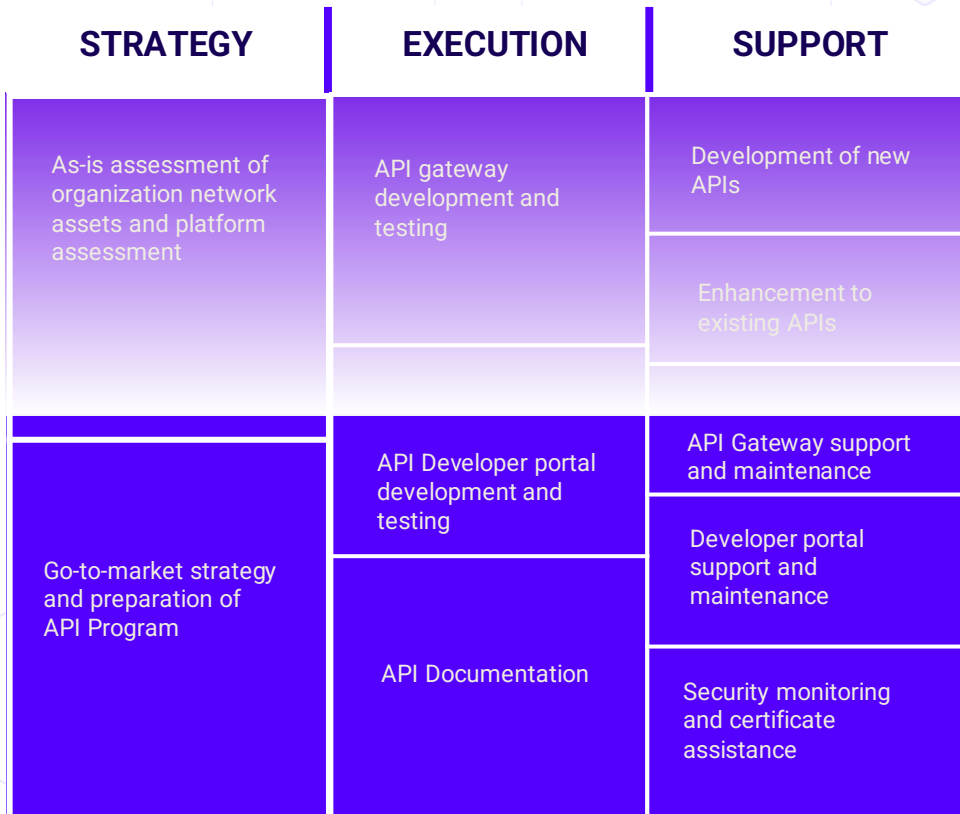 STRATEGY
EXECUTION
SUPPORT
As-is assessment of
organization network
assets and platform
assessment
Go-to-market strategy
and preparation of
API Program
API gateway
development and
testing
API Developer portal
development and
testing
API Documentation
Development of new
APIs
Enhancement to
existing APIs
API Gateway support
and maintenance
Developer portal
support and
maintenance
Security monitoring
and certificate
assistance